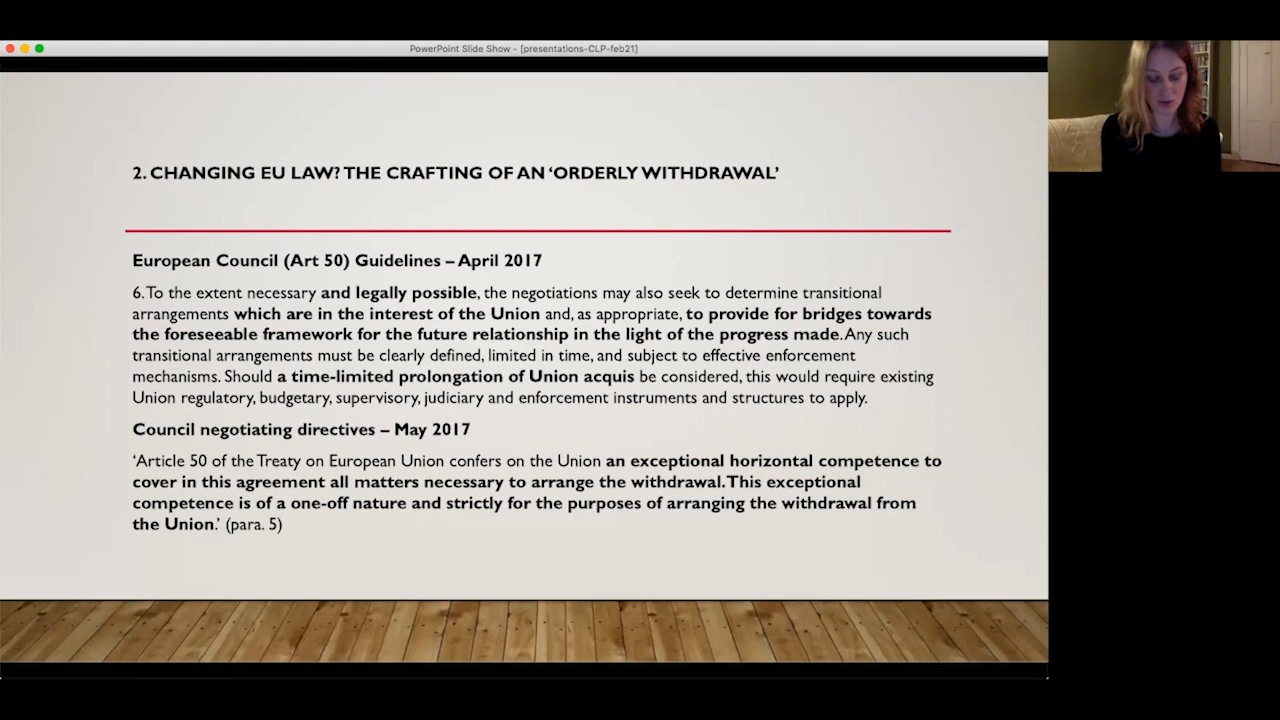 PowerPoint Slide Show - [presentations-CLP-feb21]
2. CHANGING EU LAW? THE CRAFTING OF AN ‘ORDERLY WITHDRAWAL’
European Council (Art 50) Guidelines – April 2017
6. To the extent necessary and legally possible, the negotiations may also seek to determine transitional
arrangements which are in the interest of the Union and, as appropriate, to provide for bridges towards
the foreseeable framework for the future relationship in the light of the progress made. Any such
transitional arrangements must be clearly defined, limited in time, and subject to effective enforcement
mechanisms. Should a time-limited prolongation of Union acquis be considered, this would require existing
Union regulatory, budgetary, supervisory, judiciary and enforcement instruments and structures to apply.
Council negotiating directives – May 2017
‘Article 50 of the Treaty on European Union confers on the Union an exceptional horizontal competence to
cover in this agreement all matters necessary to arrange the withdrawal. This exceptional
competence is of a one-off nature and strictly for the purposes of arranging the withdrawal from
the Union.’ (para. 5)